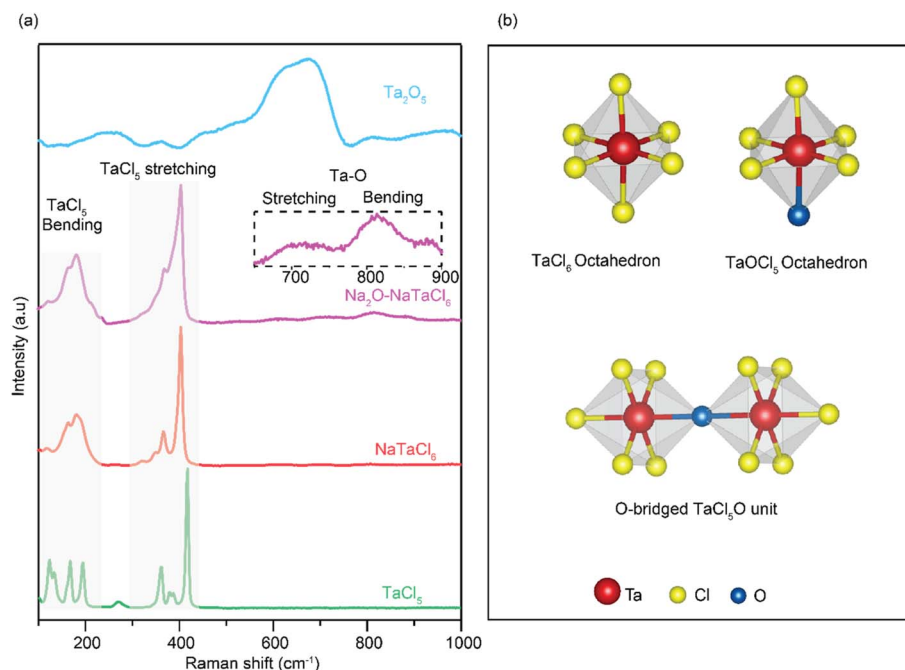 (a)
Ta₂O₅
TaCl₅ stretching
TaCl₅
Bending
Ta-O
Stretching
Bending
700
800
900
Na₂O-NaTaCl₆
NaTaCl₆
TaCl₅
Intensity (a.u)
200
400
600
800
1000
Raman shift (cm⁻¹)
(b)
TaCl₆ Octahedron
TaOCl₅ Octahedron
O-bridged TaCl₅O unit
Ta
Cl
O